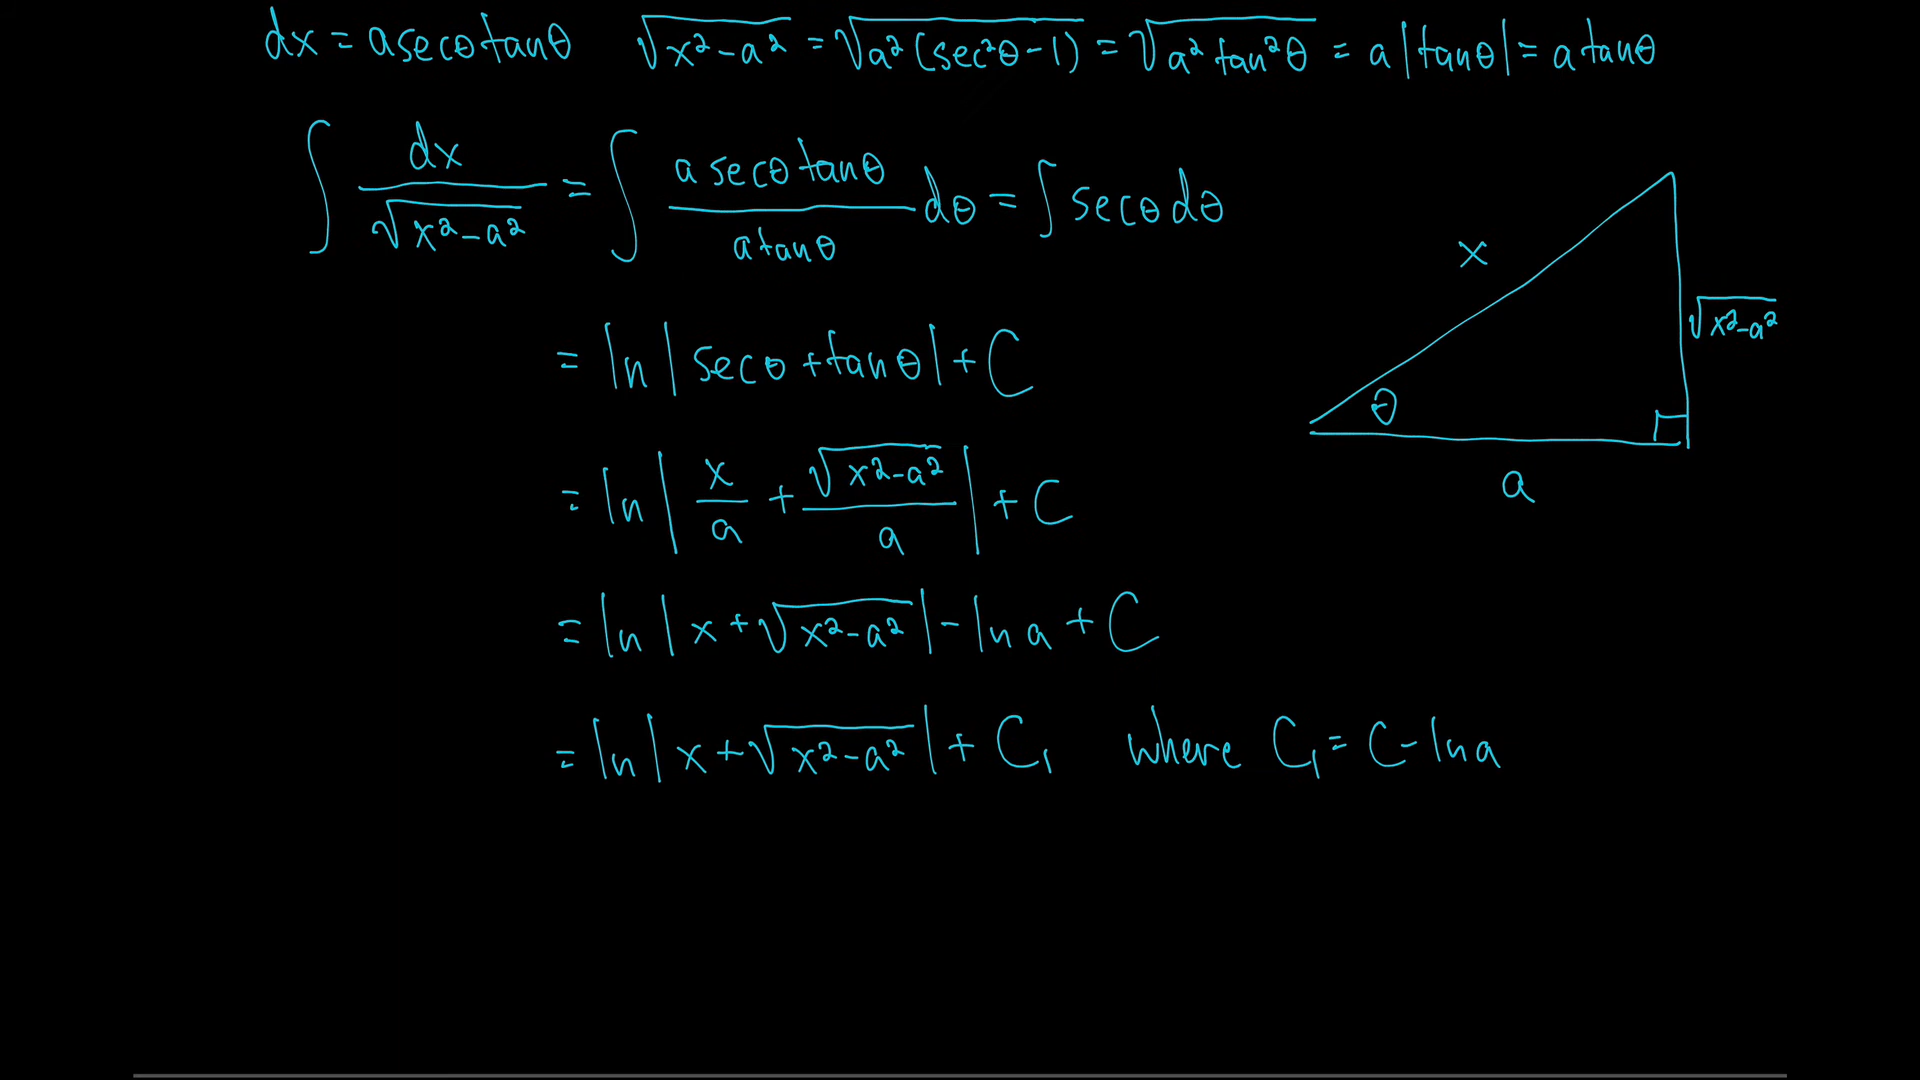 dx = a secθ tanθ √(x²-a²) = √(a²(sec²θ-1)) = √(a² tan²θ) = a|tanθ| = a tanθ
∫ dx/√(x²-a²) = ∫ (a secθ tanθ)/(a tanθ) dθ = ∫ secθ dθ
= ln|secθ + tanθ| + C
= ln|x/a + √(x²-a²)/a| + C
= ln|x + √(x²-a²)| - ln a + C
= ln|x + √(x²-a²)| + C₁ where C₁ = C - ln a
x
√(x²-a²)
θ
a